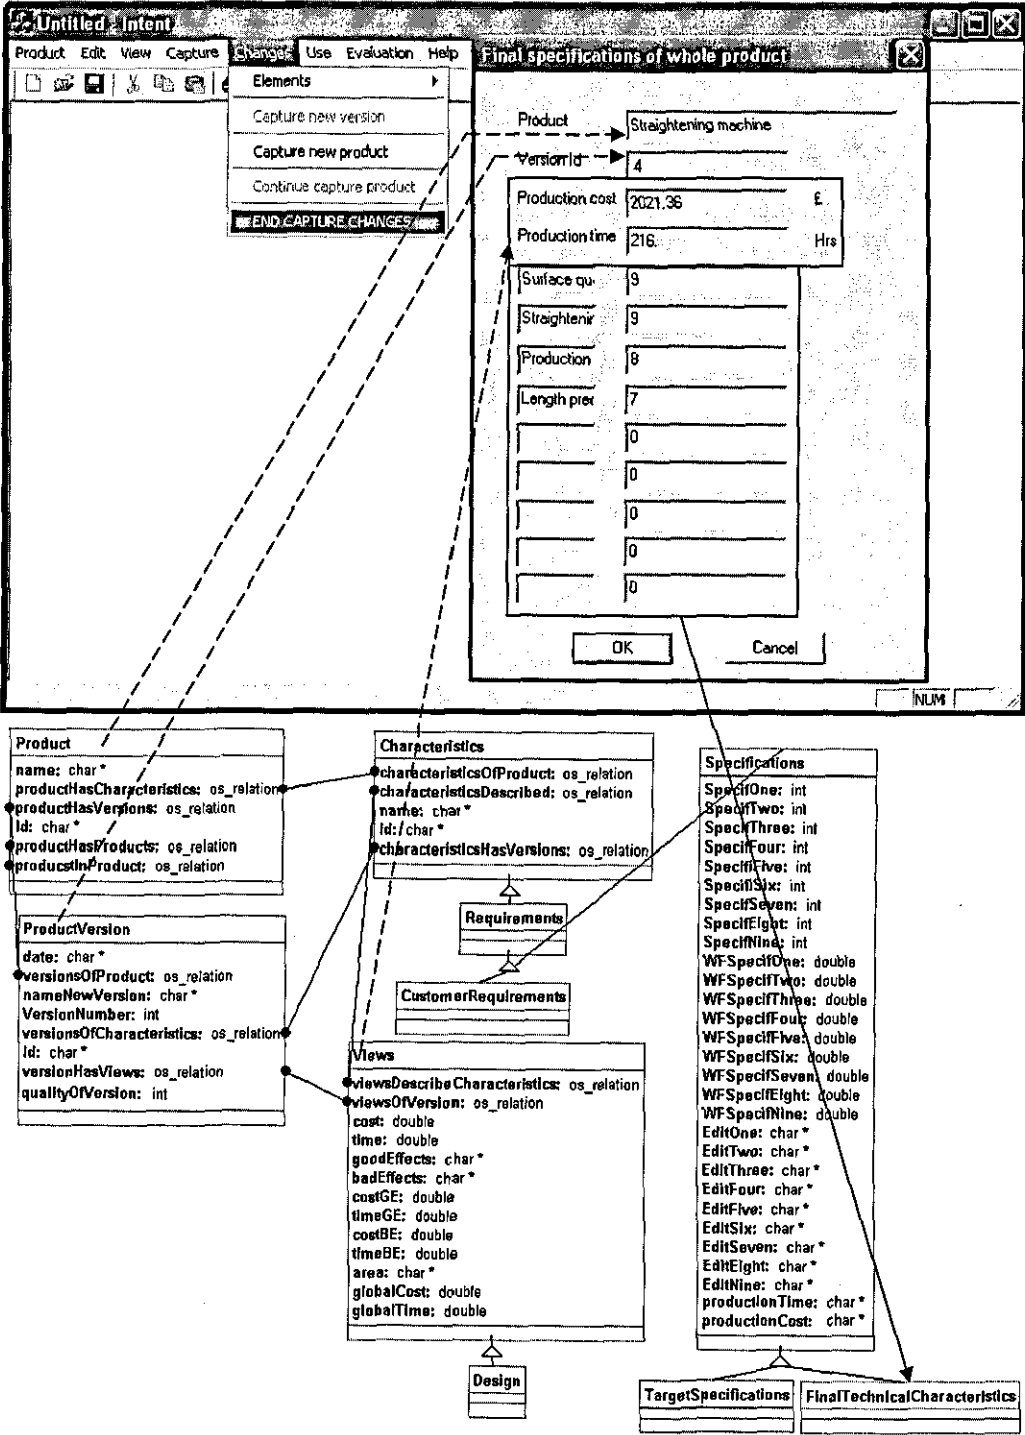 Untitled - Intent
Product Edit View Capture Changes Use Evaluation Help
Elements
Capture new version
Capture new product
Continue capture product
END CAPTURE CHANGES
Final specifications of whole product
Product Straightening machine
Version Id 4
Production cost 2021.36 £
Production time 216. Hrs
Surface qu 9
Straightenir 9
Production 8
Length prec 7
0
0
0
0
0
OK Cancel
NUM
Product
name: char*
productHasCharacteristics: os_relation
productHasVersions: os_relation
Id: char*
productHasProducts: os_relation
producstInProduct: os_relation
ProductVersion
date: char*
versionsOfProduct: os_relation
nameNewVersion: char*
VersionNumber: int
versionsOfCharacteristics: os_relation
Id: char*
versionHasViews: os_relation
qualityOfVersion: int
Characteristics
characteristicsOfProduct: os_relation
characteristicsDescribed: os_relation
name: char*
Id: char*
characteristicsHasVersions: os_relation
Requirements
CustomerRequirements
Views
viewsDescribeCharacteristics: os_relation
viewsOfVersion: os_relation
cost: double
time: double
goodEffects: char*
badEffects: char*
costGE: double
timeGE: double
costBE: double
timeBE: double
area: char*
globalCost: double
globalTime: double
Design
Specifications
SpecifOne: int
SpecifTwo: int
SpecifThree: int
SpecifFour: int
SpecifFive: int
SpecifSix: int
SpecifSeven: int
SpecifEight: int
SpecifNine: int
WFSpecifOne: double
WFSpecifTwo: double
WFSpecifThree: double
WFSpecifFour: double
WFSpecifFive: double
WFSpecifSix: double
WFSpecifSeven: double
WFSpecifEight: double
WFSpecifNine: double
EditOne: char*
EditTwo: char*
EditThree: char*
EditFour: char*
EditFive: char*
EditSix: char*
EditSeven: char*
EditEight: char*
EditNine: char*
productionTime: char*
productionCost: char*
TargetSpecifications
FinalTechnicalCharacteristics